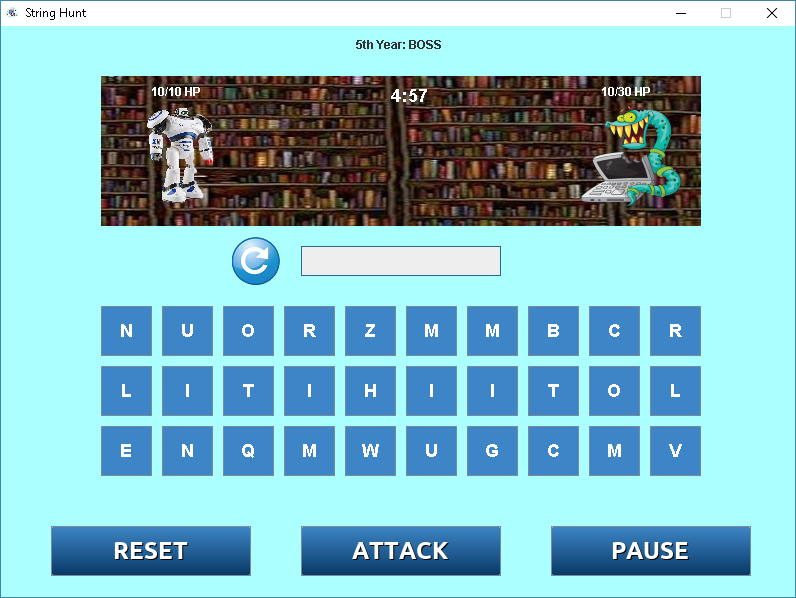 String Hunt
5th Year: BOSS
10/10 HP 4:57 10/30 HP
N U O R Z M M B C R
L I T I H I I T O L
E N Q M W U G C M V
RESET ATTACK PAUSE